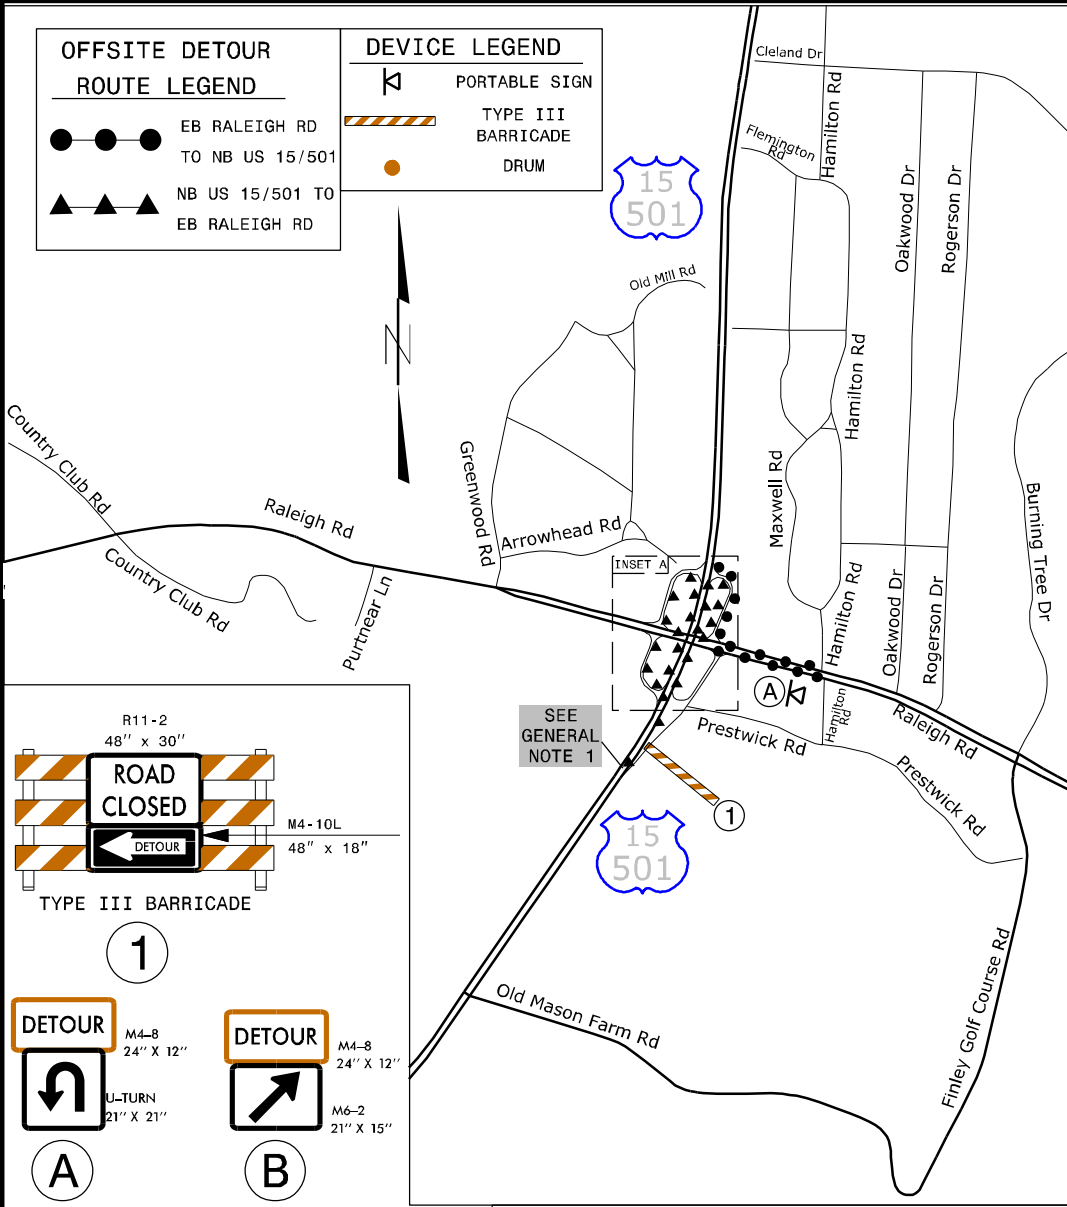 OFFSITE DETOUR
ROUTE LEGEND
EB RALEIGH RD
TO NB US 15/501
NB US 15/501 TO
EB RALEIGH RD
DEVICE LEGEND
PORTABLE SIGN
TYPE III
BARRICADE
DRUM
N
15
501
Cleland Dr
Hamilton Rd
Flemington
Rd
Oakwood Dr
Rogerson Dr
Old Mill Rd
Hamilton Rd
Country Club Rd
Raleigh Rd
Greenwood Rd
Arrowhead Rd
Maxwell Rd
Burning Tree Dr
Country Club Rd
Purtnear Ln
INSET A
Hamilton Rd
Oakwood Dr
Rogerson Dr
A
Hamilton
Rd
Raleigh Rd
SEE
GENERAL
NOTE 1
Prestwick Rd
Prestwick Rd
1
15
501
Old Mason Farm Rd
Finley Golf Course Rd
R11-2
48" x 30"
ROAD
CLOSED
DETOUR
M4-10L
48" x 18"
TYPE III BARRICADE
1
DETOUR
M4-8
24" X 12"
U-TURN
21" X 21"
A
DETOUR
M4-8
24" X 12"
M6-2
21" X 15"
B